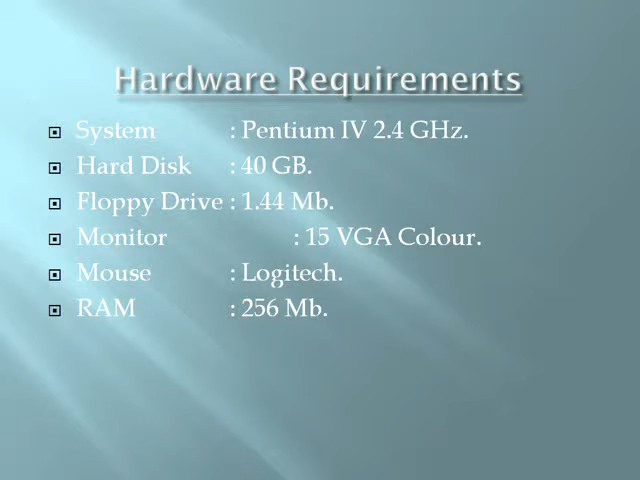 Hardware Requirements
System : Pentium IV 2.4 GHz.
Hard Disk : 40 GB.
Floppy Drive : 1.44 Mb.
Monitor : 15 VGA Colour.
Mouse : Logitech.
RAM : 256 Mb.